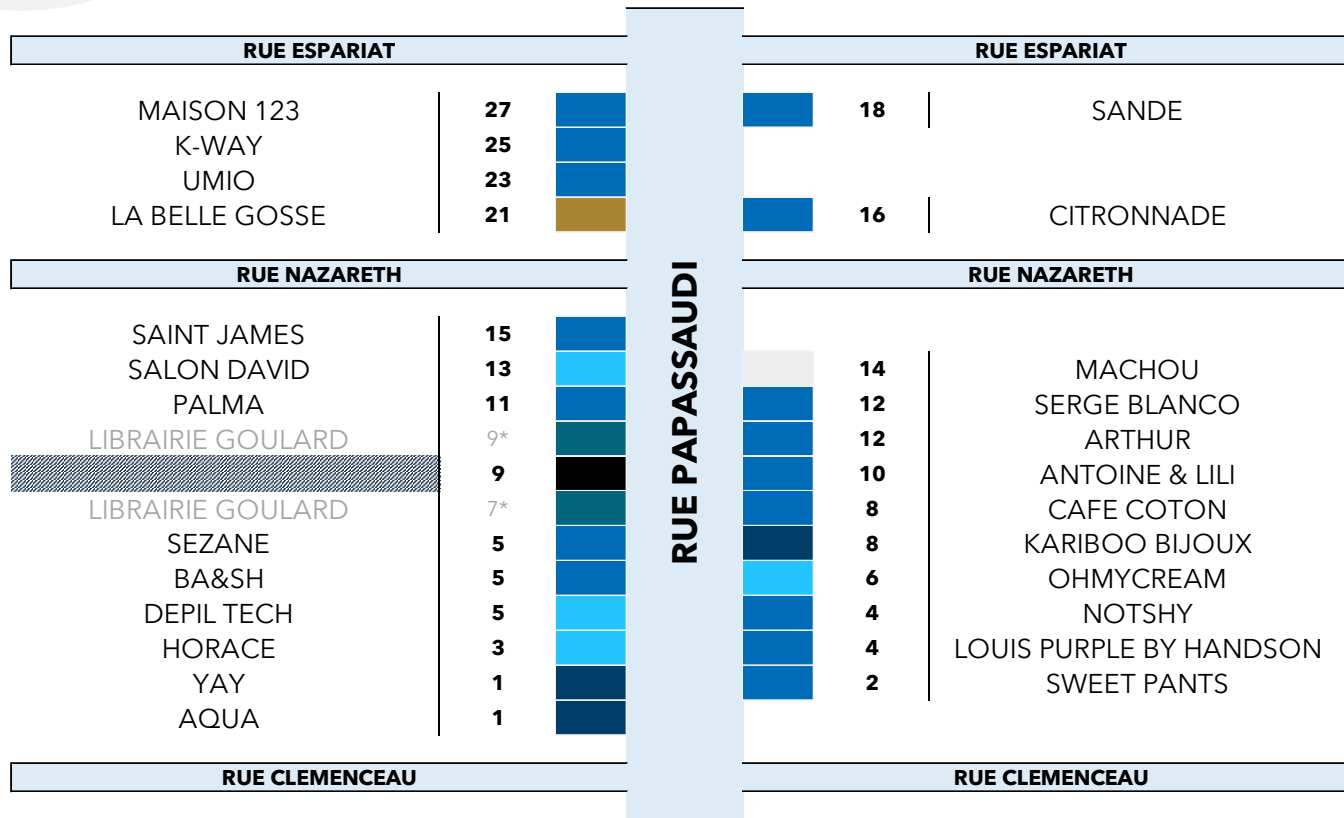 RUE ESPARIAT RUE ESPARIAT
MAISON 123 27 18 SANDE
K-WAY 25
UMIO 23
LA BELLE GOSSE 21 16 CITRONNADE
RUE NAZARETH RUE NAZARETH
RUE PAPASSAUDI
SAINT JAMES 15
SALON DAVID 13 14 MACHOU
PALMA 11 12 SERGE BLANCO
LIBRAIRIE GOULARD 9* 12 ARTHUR
9 10 ANTOINE & LILI
LIBRAIRIE GOULARD 7* 8 CAFE COTON
SEZANE 5 8 KARIBOO BIJOUX
BA&SH 5 6 OHMYCREAM
DEPIL TECH 5 4 NOTSHY
HORACE 3 4 LOUIS PURPLE BY HANDSON
YAY 1 2 SWEET PANTS
AQUA 1
RUE CLEMENCEAU RUE CLEMENCEAU